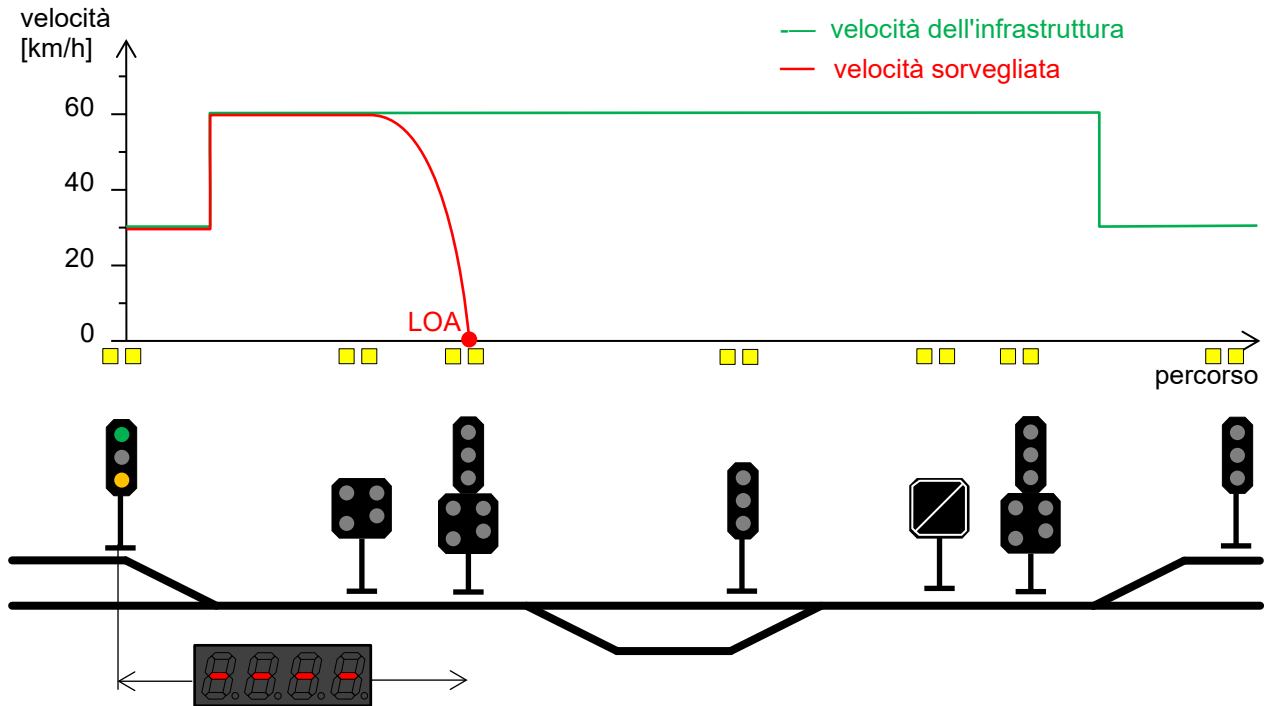 velocità
[km/h]
velocità dell'infrastruttura
velocità sorvegliata
60
40
20
0
LOA
percorso
- - - -